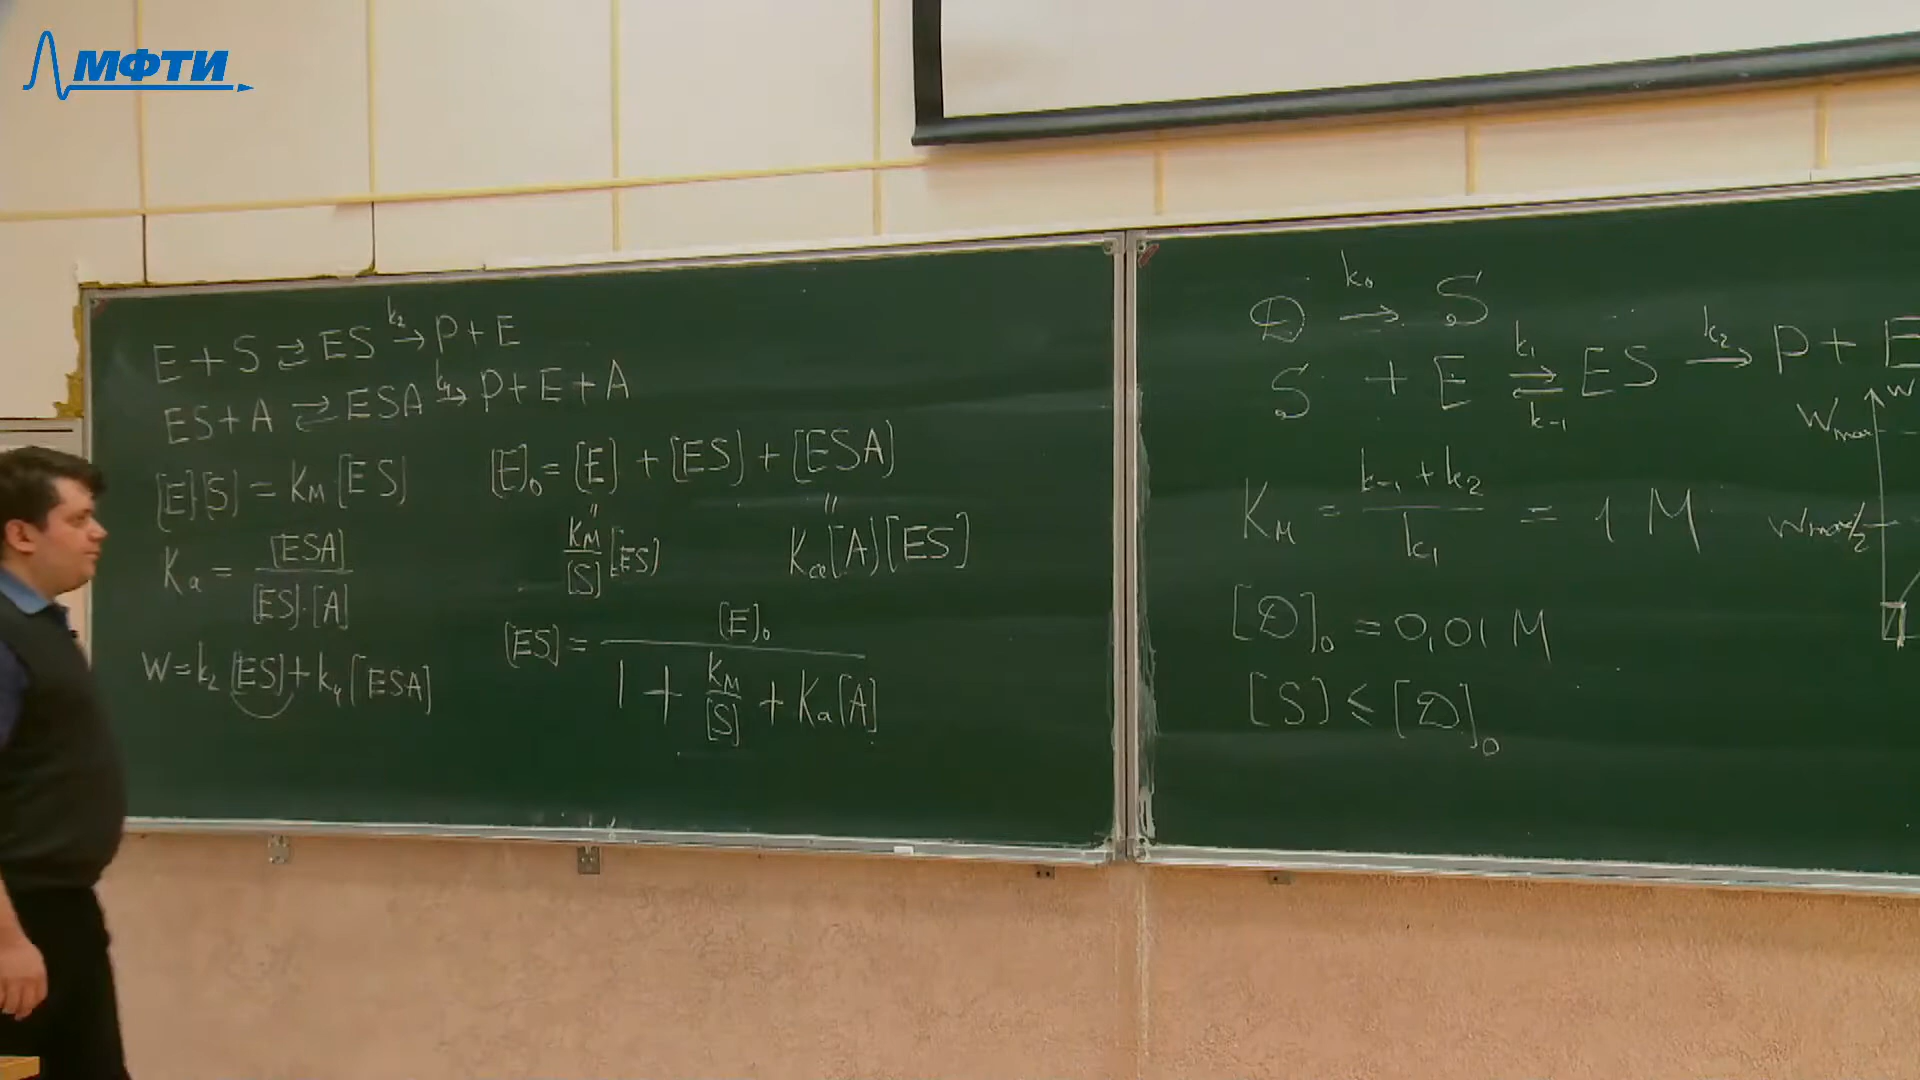 МФТИ
E + S ⇄ ES →k₂ P + E
ES + A ⇄ ESA →k₄ P + E + A
[E][S] = K_M [ES]
[E]₀ = [E] + [ES] + [ESA]
" "
K_M/[S] [ES] K_a[A][ES]
K_a = [ESA] / [ES]·[A]
[ES] = [E]₀ / (1 + K_M/[S] + K_a[A])
W = k₂[ES] + k₄[ESA]
D →k₀ S
S + E ⇄ k₁ k₋₁ ES →k₂ P + E
K_M = (k₋₁ + k₂) / k₁ = 1 M
[D]₀ = 0,01 M
[S] ≤ [D]₀
W
W_max
W_max/2